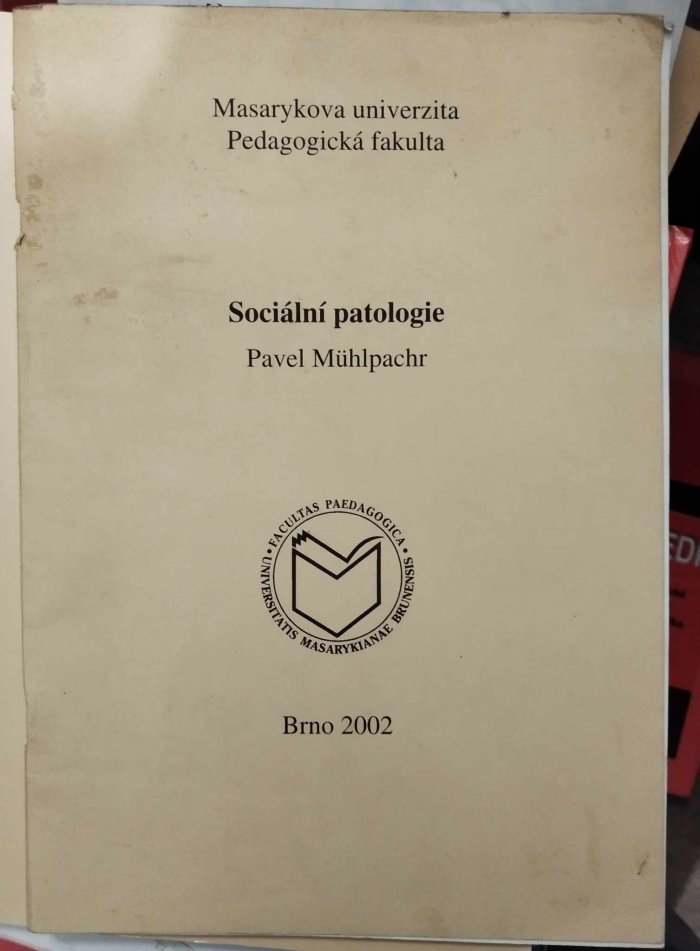 Masarykova univerzita
Pedagogická fakulta
Sociální patologie
Pavel Mühlpachr
• FACULTAS PAEDAGOGICA •
UNIVERSITATIS MASARYKIANAE BRUNENSIS
Brno 2002